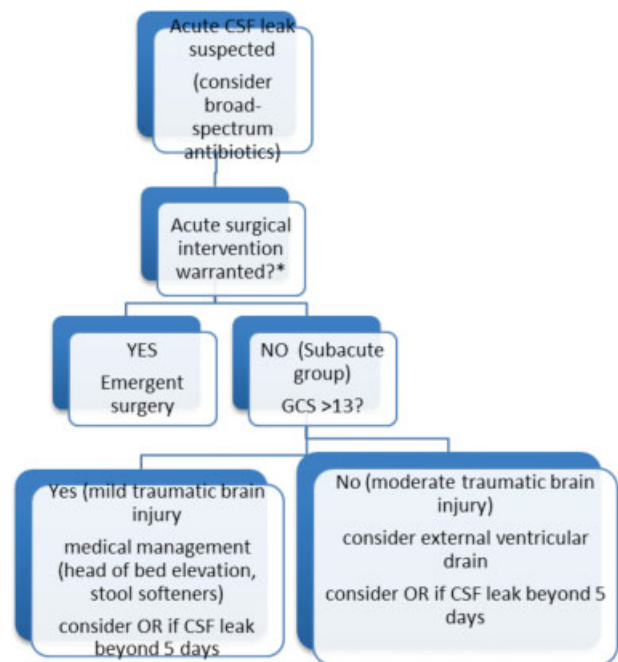 Acute CSF leak
suspected
(consider
broad-
spectrum
antibiotics)
Acute surgical
intervention
warranted?*
YES
Emergent
surgery
NO (Subacute
group)
GCS >13?
Yes (mild traumatic brain
injury
medical management
(head of bed elevation,
stool softeners)
consider OR if CSF leak
beyond 5 days
No (moderate traumatic brain
injury)
consider external ventricular
drain
consider OR if CSF leak beyond 5
days